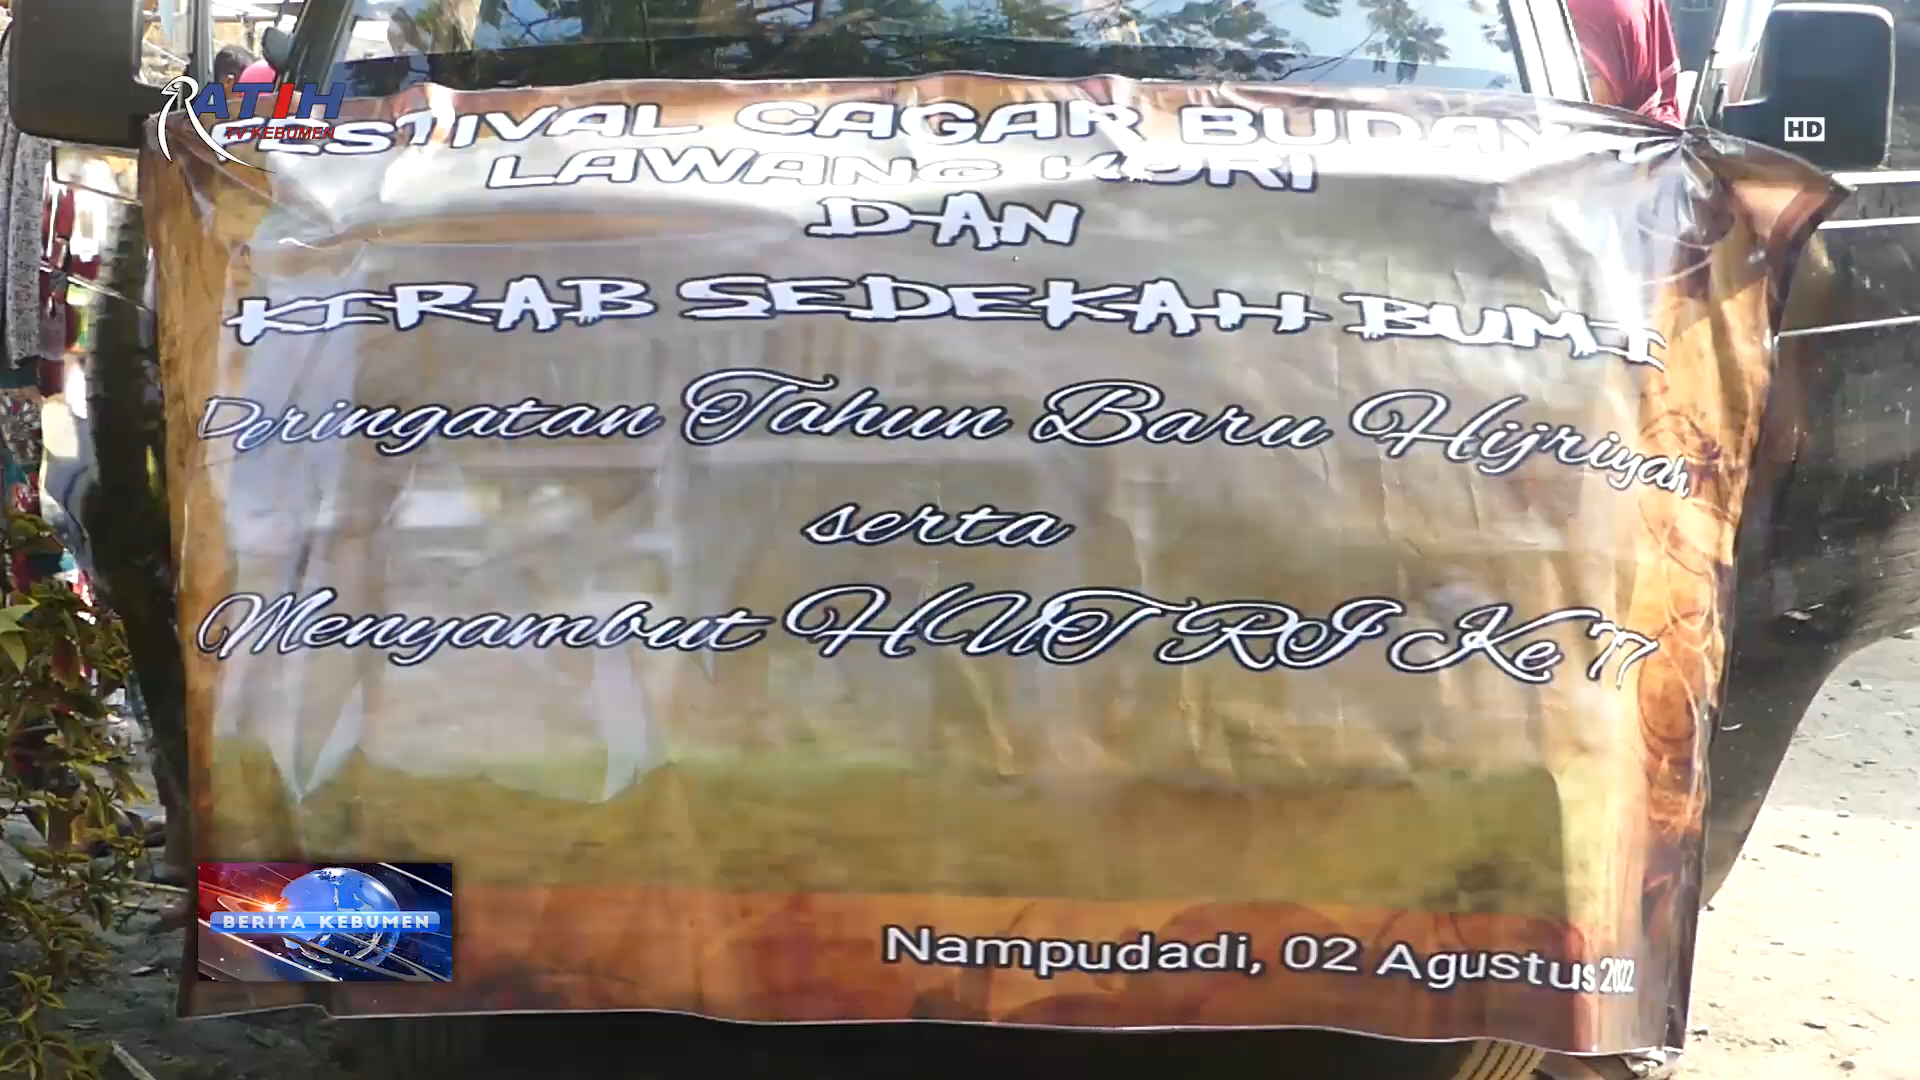 RATIH
TV KEBUMEN
HD
FESTIVAL CAGAR BUDAYA
LAWANG KORI
DAN
KIRAB SEDEKAH BUMI
Peringatan Tahun Baru Hijriyah
serta
Menyambut HUT RI Ke 77
BERITA KEBUMEN
Nampudadi, 02 Agustus 2022